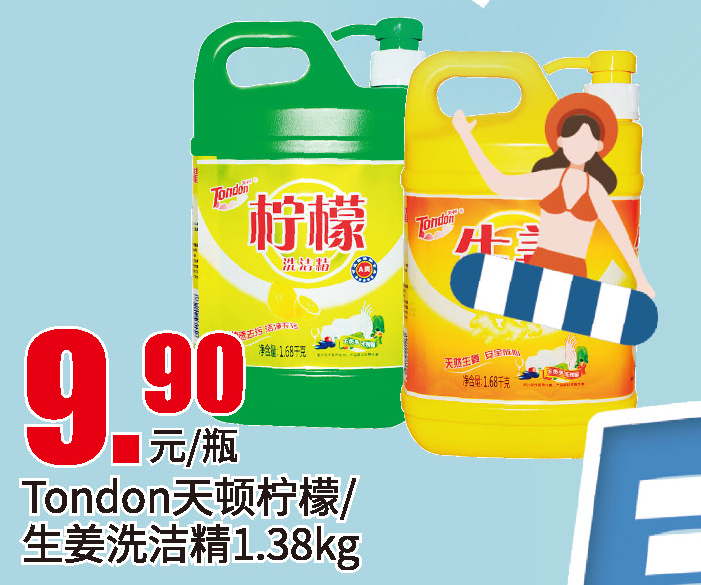 Tondon
柠檬
洗洁精
净含量:1.68千克
Tondon
生姜
天然生姜 安全放心
净含量:1.68千克
9.90
元/瓶
Tondon天顿柠檬/
生姜洗洁精1.38kg